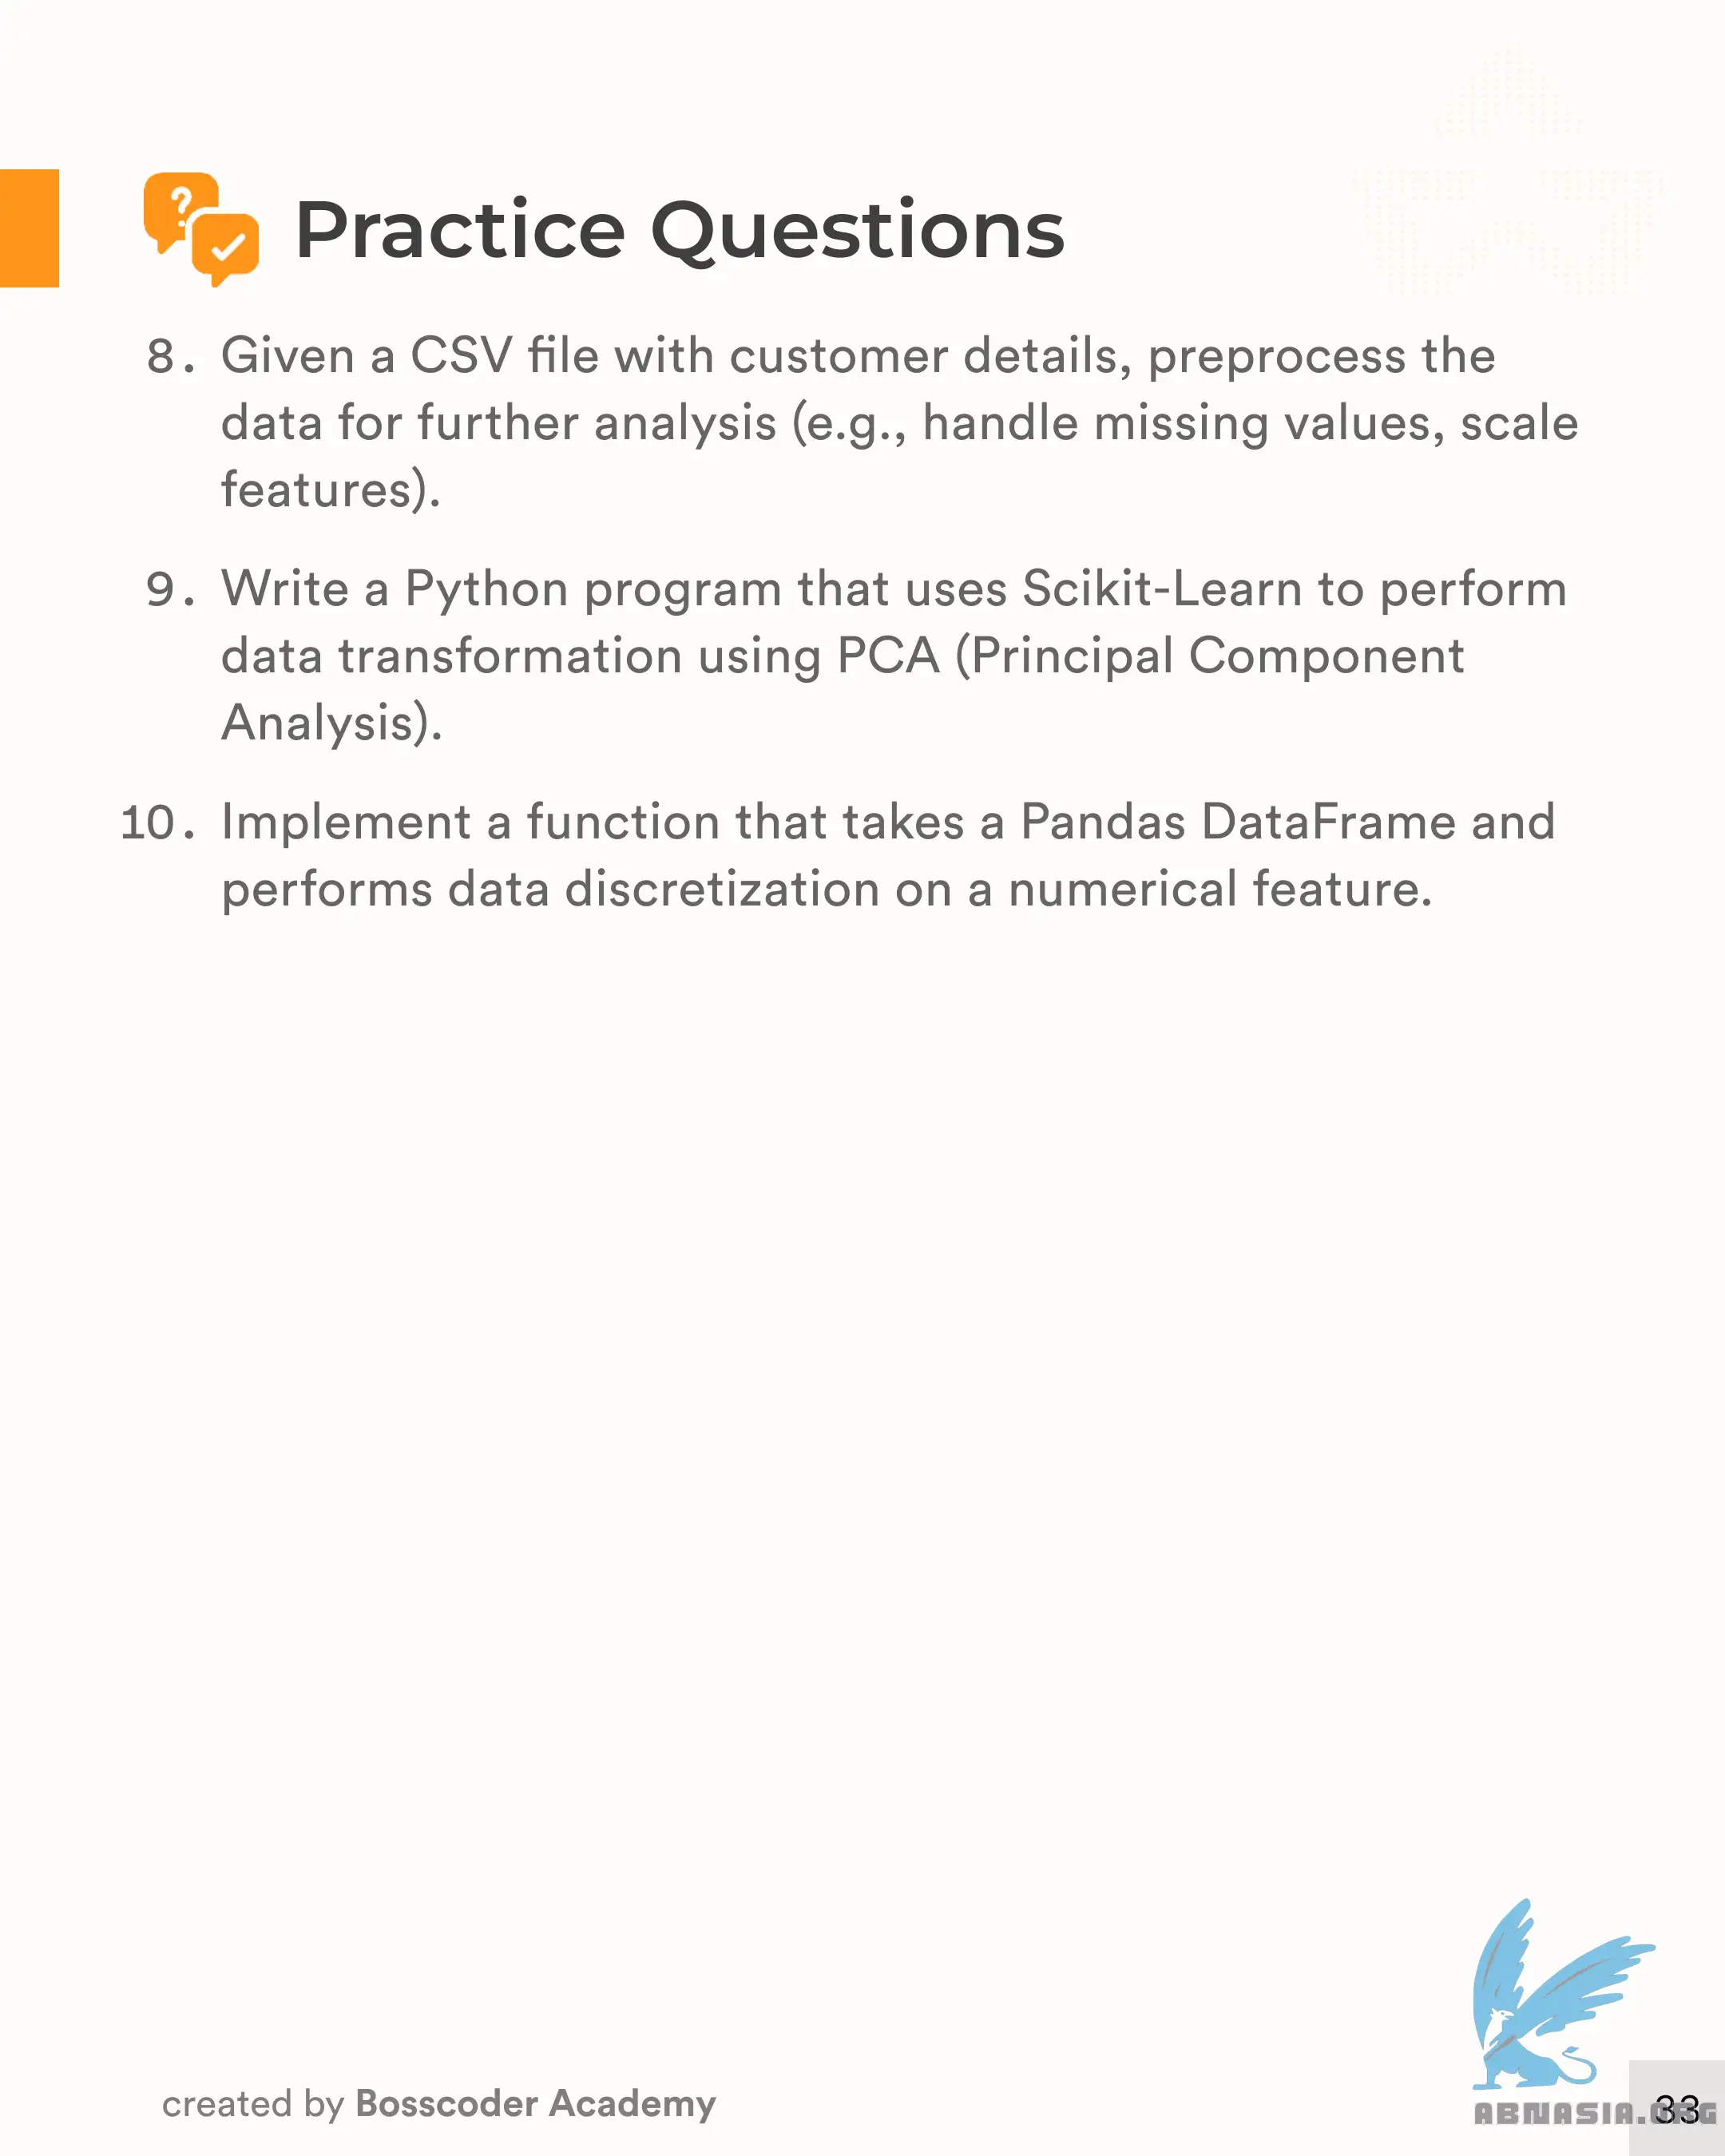 Practice Questions
8. Given a CSV file with customer details, preprocess the
data for further analysis (e.g., handle missing values, scale
features).
9. Write a Python program that uses Scikit-Learn to perform
data transformation using PCA (Principal Component
Analysis).
10. Implement a function that takes a Pandas DataFrame and
performs data discretization on a numerical feature.
created by Bosscoder Academy
ABNASIA.ORG
33